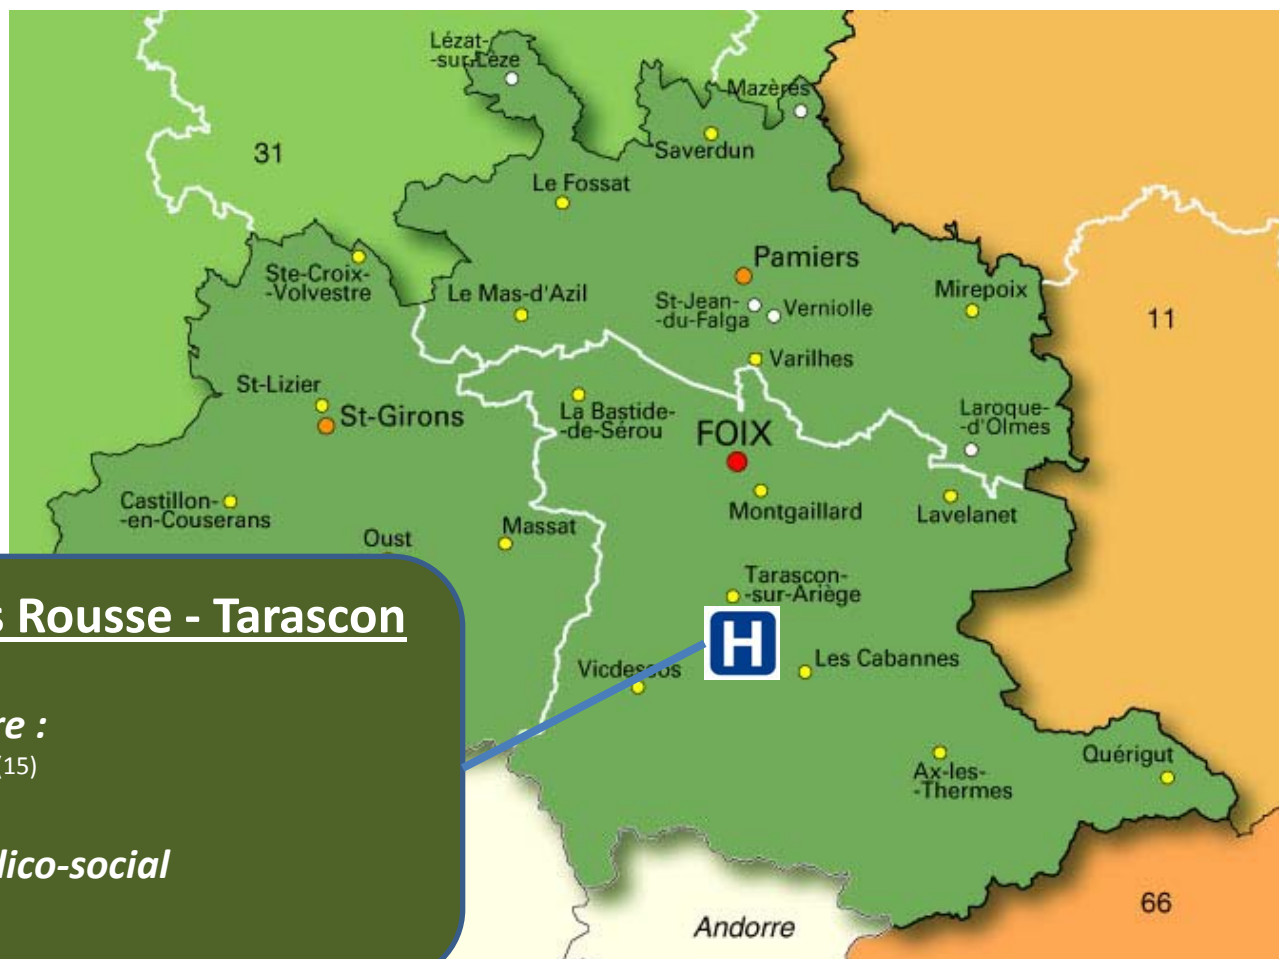 Lézat-
-sur-Lèze
Mazères
31
Saverdun
Le Fossat
Pamiers
Ste-Croix-
-Volvestre
Le Mas-d'Azil
St-Jean-
-du-Falga
Verniolle
Mirepoix
11
Varilhes
St-Lizier
St-Girons
La Bastide-
-de-Sérou
FOIX
Laroque-
-d'Olmes
Castillon-
-en-Couserans
Montgaillard
Lavelanet
Oust
Massat
Tarascon-
-sur-Ariège
s Rousse - Tarascon
H
Vicdessos
Les Cabannes
re :
(15)
Ax-les-
-Thermes
Quérigut
dico-social
Andorre
66